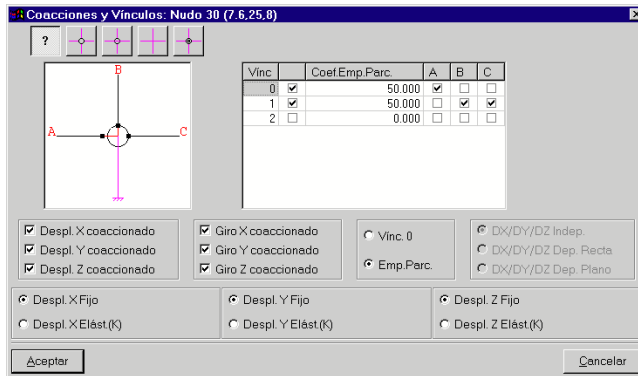 Coacciones y Vínculos: Nudo 30 (7.6,25,8)
?
B
A
C
Vínc Coef.Emp.Parc. A B C
0 50.000
1 50.000
2 0.000
Despl. X coaccionado
Despl. Y coaccionado
Despl. Z coaccionado
Giro X coaccionado
Giro Y coaccionado
Giro Z coaccionado
Vínc. 0
Emp.Parc.
DX/DY/DZ Indep.
DX/DY/DZ Dep. Recta
DX/DY/DZ Dep. Plano
Despl. X Fijo
Despl. X Elást.(K)
Despl. Y Fijo
Despl. Y Elást.(K)
Despl. Z Fijo
Despl. Z Elást.(K)
Aceptar
Cancelar